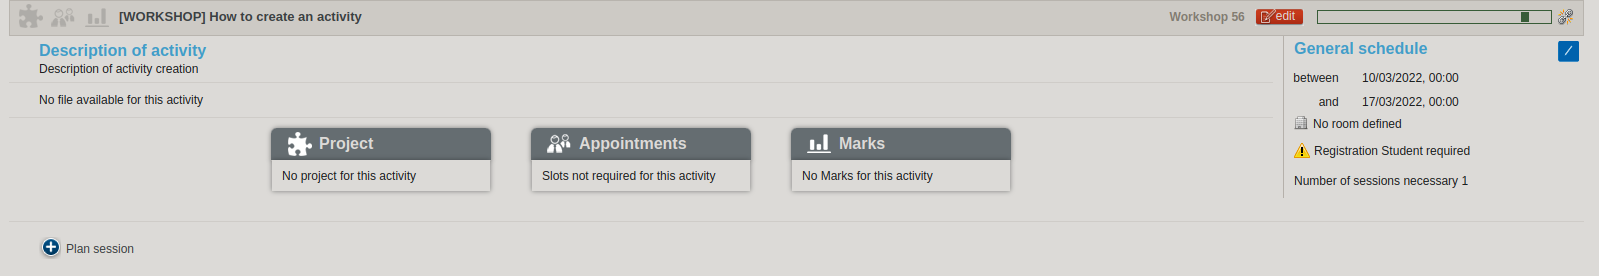 [WORKSHOP] How to create an activity
Workshop 56
edit
Description of activity
Description of activity creation
No file available for this activity
Project
No project for this activity
Appointments
Slots not required for this activity
Marks
No Marks for this activity
General schedule
between 10/03/2022, 00:00
and 17/03/2022, 00:00
No room defined
Registration Student required
Number of sessions necessary 1
Plan session